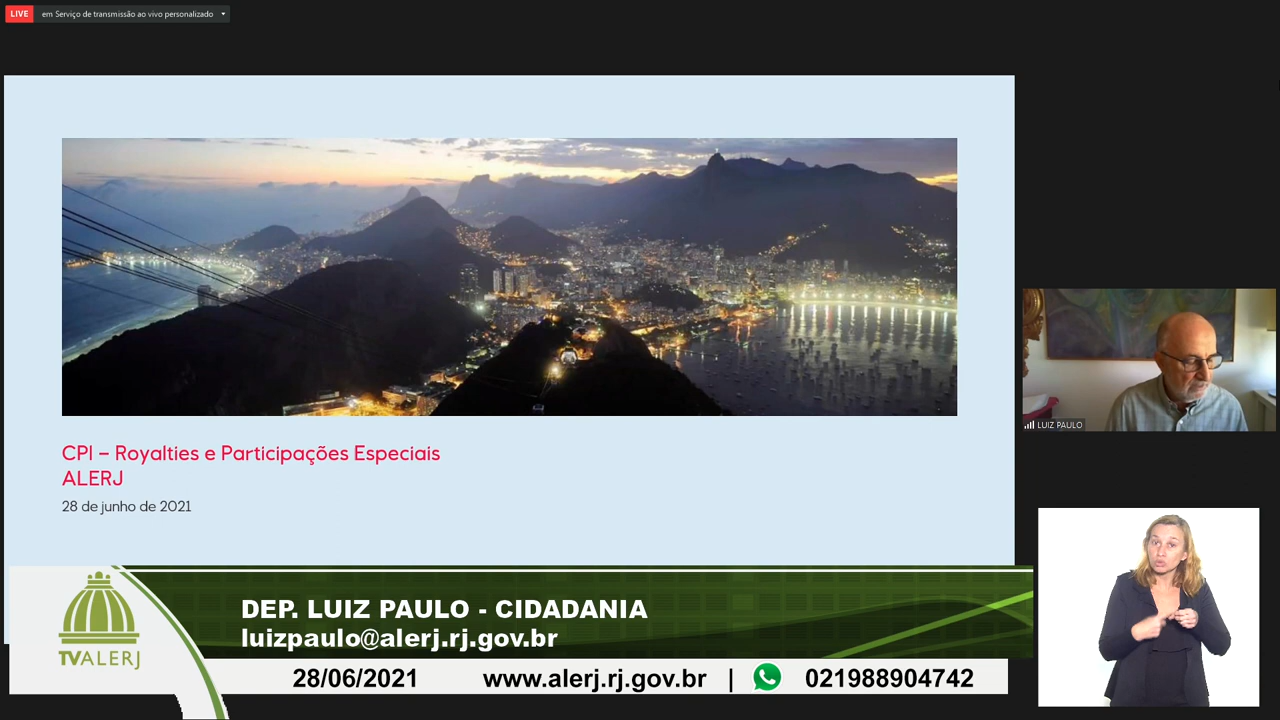 LIVE em Serviço de transmissão ao vivo personalizado
CPI – Royalties e Participações Especiais
ALERJ
28 de junho de 2021
LUIZ PAULO
DEP. LUIZ PAULO - CIDADANIA
luizpaulo@alerj.rj.gov.br
TVALERJ
28/06/2021 www.alerj.rj.gov.br | 021988904742